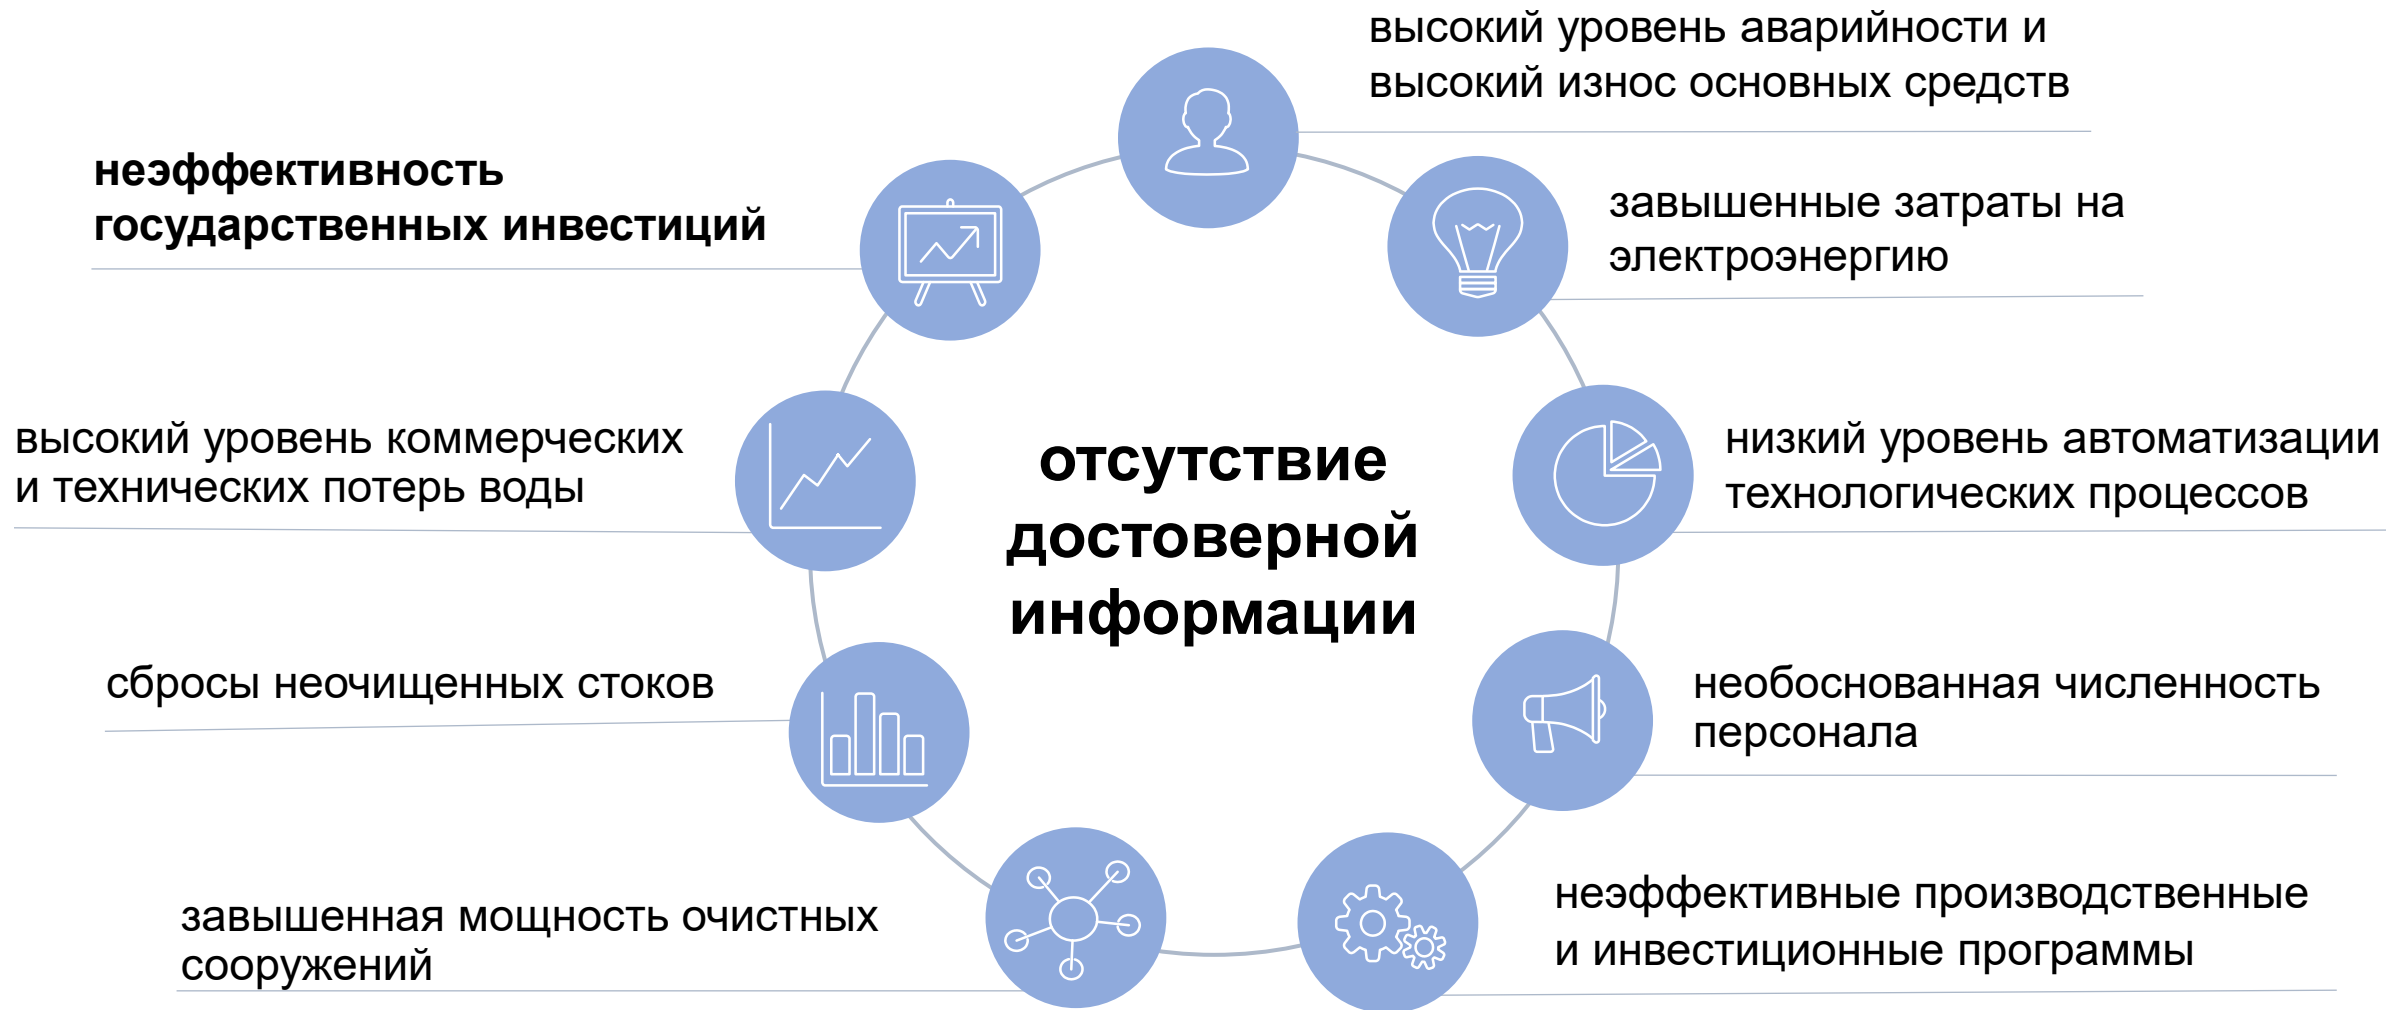 высокий уровень аварийности и
высокий износ основных средств
неэффективность
государственных инвестиций
завышенные затраты на
электроэнергию
высокий уровень коммерческих
и технических потерь воды
отсутствие
достоверной
информации
низкий уровень автоматизации
технологических процессов
сбросы неочищенных стоков
необоснованная численность
персонала
завышенная мощность очистных
сооружений
неэффективные производственные
и инвестиционные программы